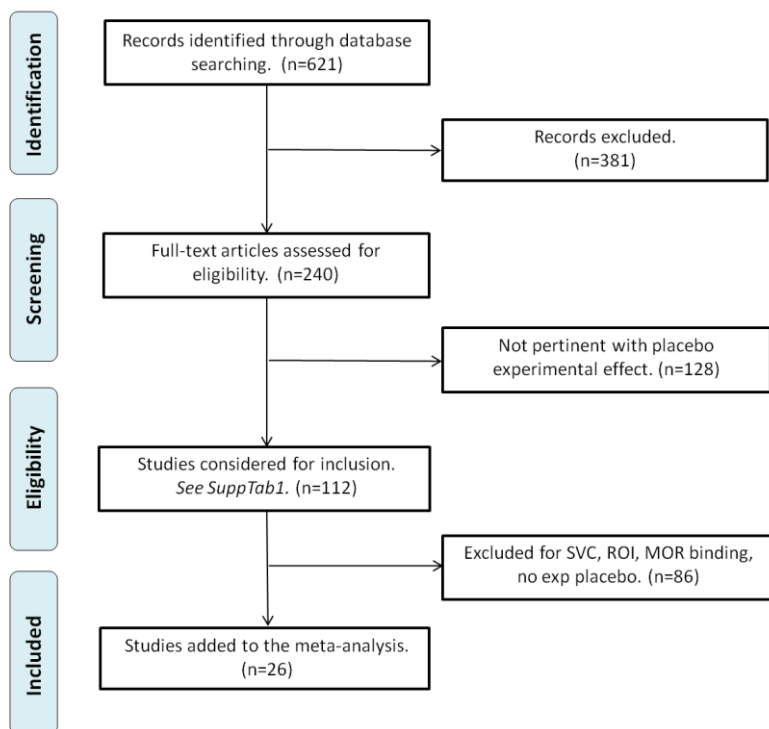 Identification
Records identified through database
searching. (n=621)
Records excluded.
(n=381)
Screening
Full-text articles assessed for
eligibility. (n=240)
Not pertinent with placebo
experimental effect. (n=128)
Eligibility
Studies considered for inclusion.
See SuppTab1. (n=112)
Excluded for SVC, ROI, MOR binding,
no exp placebo. (n=86)
Included
Studies added to the meta-analysis.
(n=26)